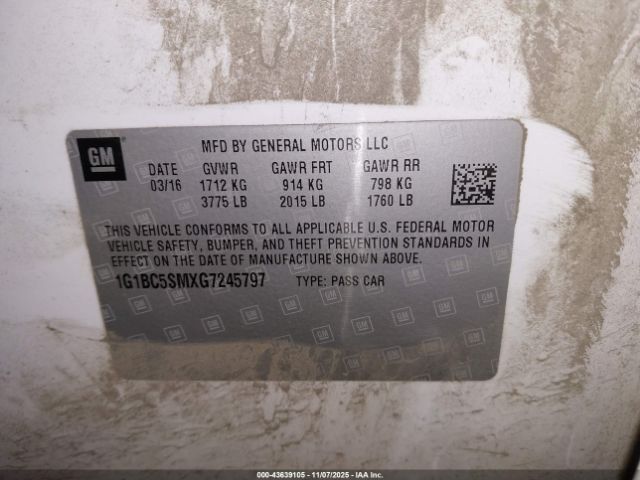 GM
MFD BY GENERAL MOTORS LLC
DATE GVWR GAWR FRT GAWR RR
03/16 1712 KG 914 KG 798 KG
3775 LB 2015 LB 1760 LB
THIS VEHICLE CONFORMS TO ALL APPLICABLE U.S. FEDERAL MOTOR
VEHICLE SAFETY, BUMPER, AND THEFT PREVENTION STANDARDS IN
EFFECT ON THE DATE OF MANUFACTURE SHOWN ABOVE.
1G1BC5SMXG7245797 TYPE: PASS CAR
000-43639105 - 11/07/2025 - IAA Inc.